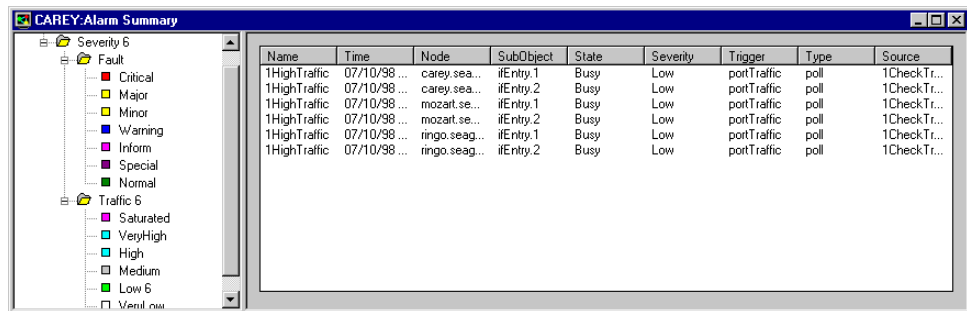 CAREY:Alarm Summary
Severity 6
Fault
Critical
Major
Minor
Warning
Inform
Special
Normal
Traffic 6
Saturated
VeryHigh
High
Medium
Low 6
VeryLow
Name Time Node SubObject State Severity Trigger Type Source
1HighTraffic 07/10/98 ... carey.sea... ifEntry.1 Busy Low portTraffic poll 1CheckTr...
1HighTraffic 07/10/98 ... carey.sea... ifEntry.2 Busy Low portTraffic poll 1CheckTr...
1HighTraffic 07/10/98 ... mozart.se... ifEntry.1 Busy Low portTraffic poll 1CheckTr...
1HighTraffic 07/10/98 ... mozart.se... ifEntry.2 Busy Low portTraffic poll 1CheckTr...
1HighTraffic 07/10/98 ... ringo.seag... ifEntry.1 Busy Low portTraffic poll 1CheckTr...
1HighTraffic 07/10/98 ... ringo.seag... ifEntry.2 Busy Low portTraffic poll 1CheckTr...